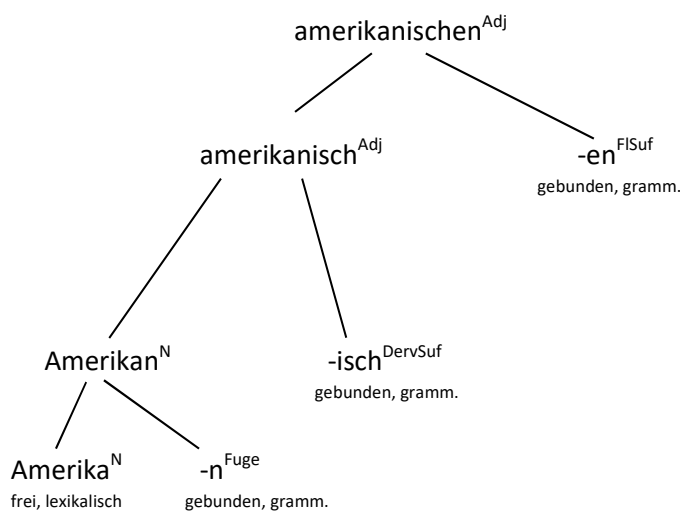 amerikanischen^Adj
amerikanisch^Adj
-en^FlSuf
gebunden, gramm.
Amerikan^N
-isch^DervSuf
gebunden, gramm.
Amerika^N
-n^Fuge
frei, lexikalisch
gebunden, gramm.